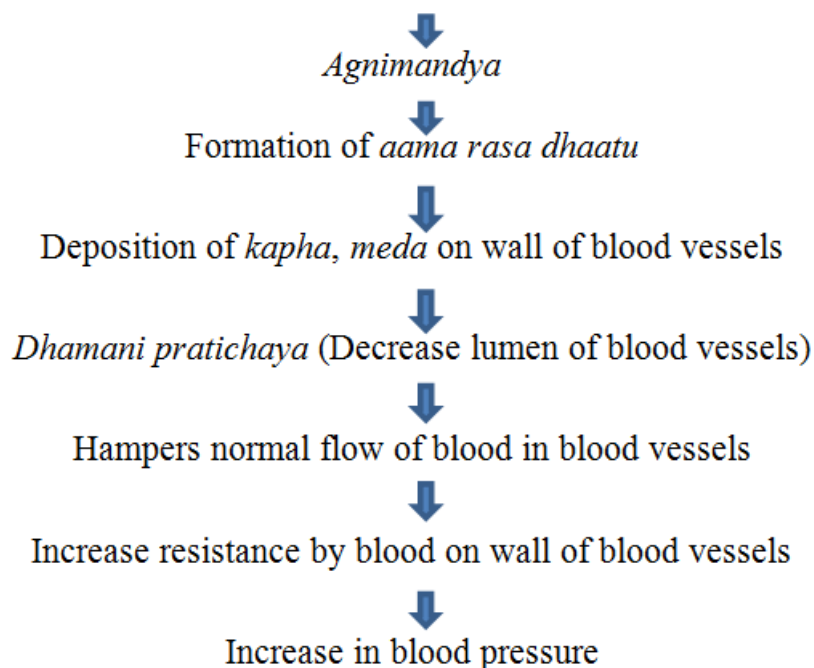 Agnimandya
Formation of aama rasa dhaatu
Deposition of kapha, meda on wall of blood vessels
Dhamani pratichaya (Decrease lumen of blood vessels)
Hampers normal flow of blood in blood vessels
Increase resistance by blood on wall of blood vessels
Increase in blood pressure